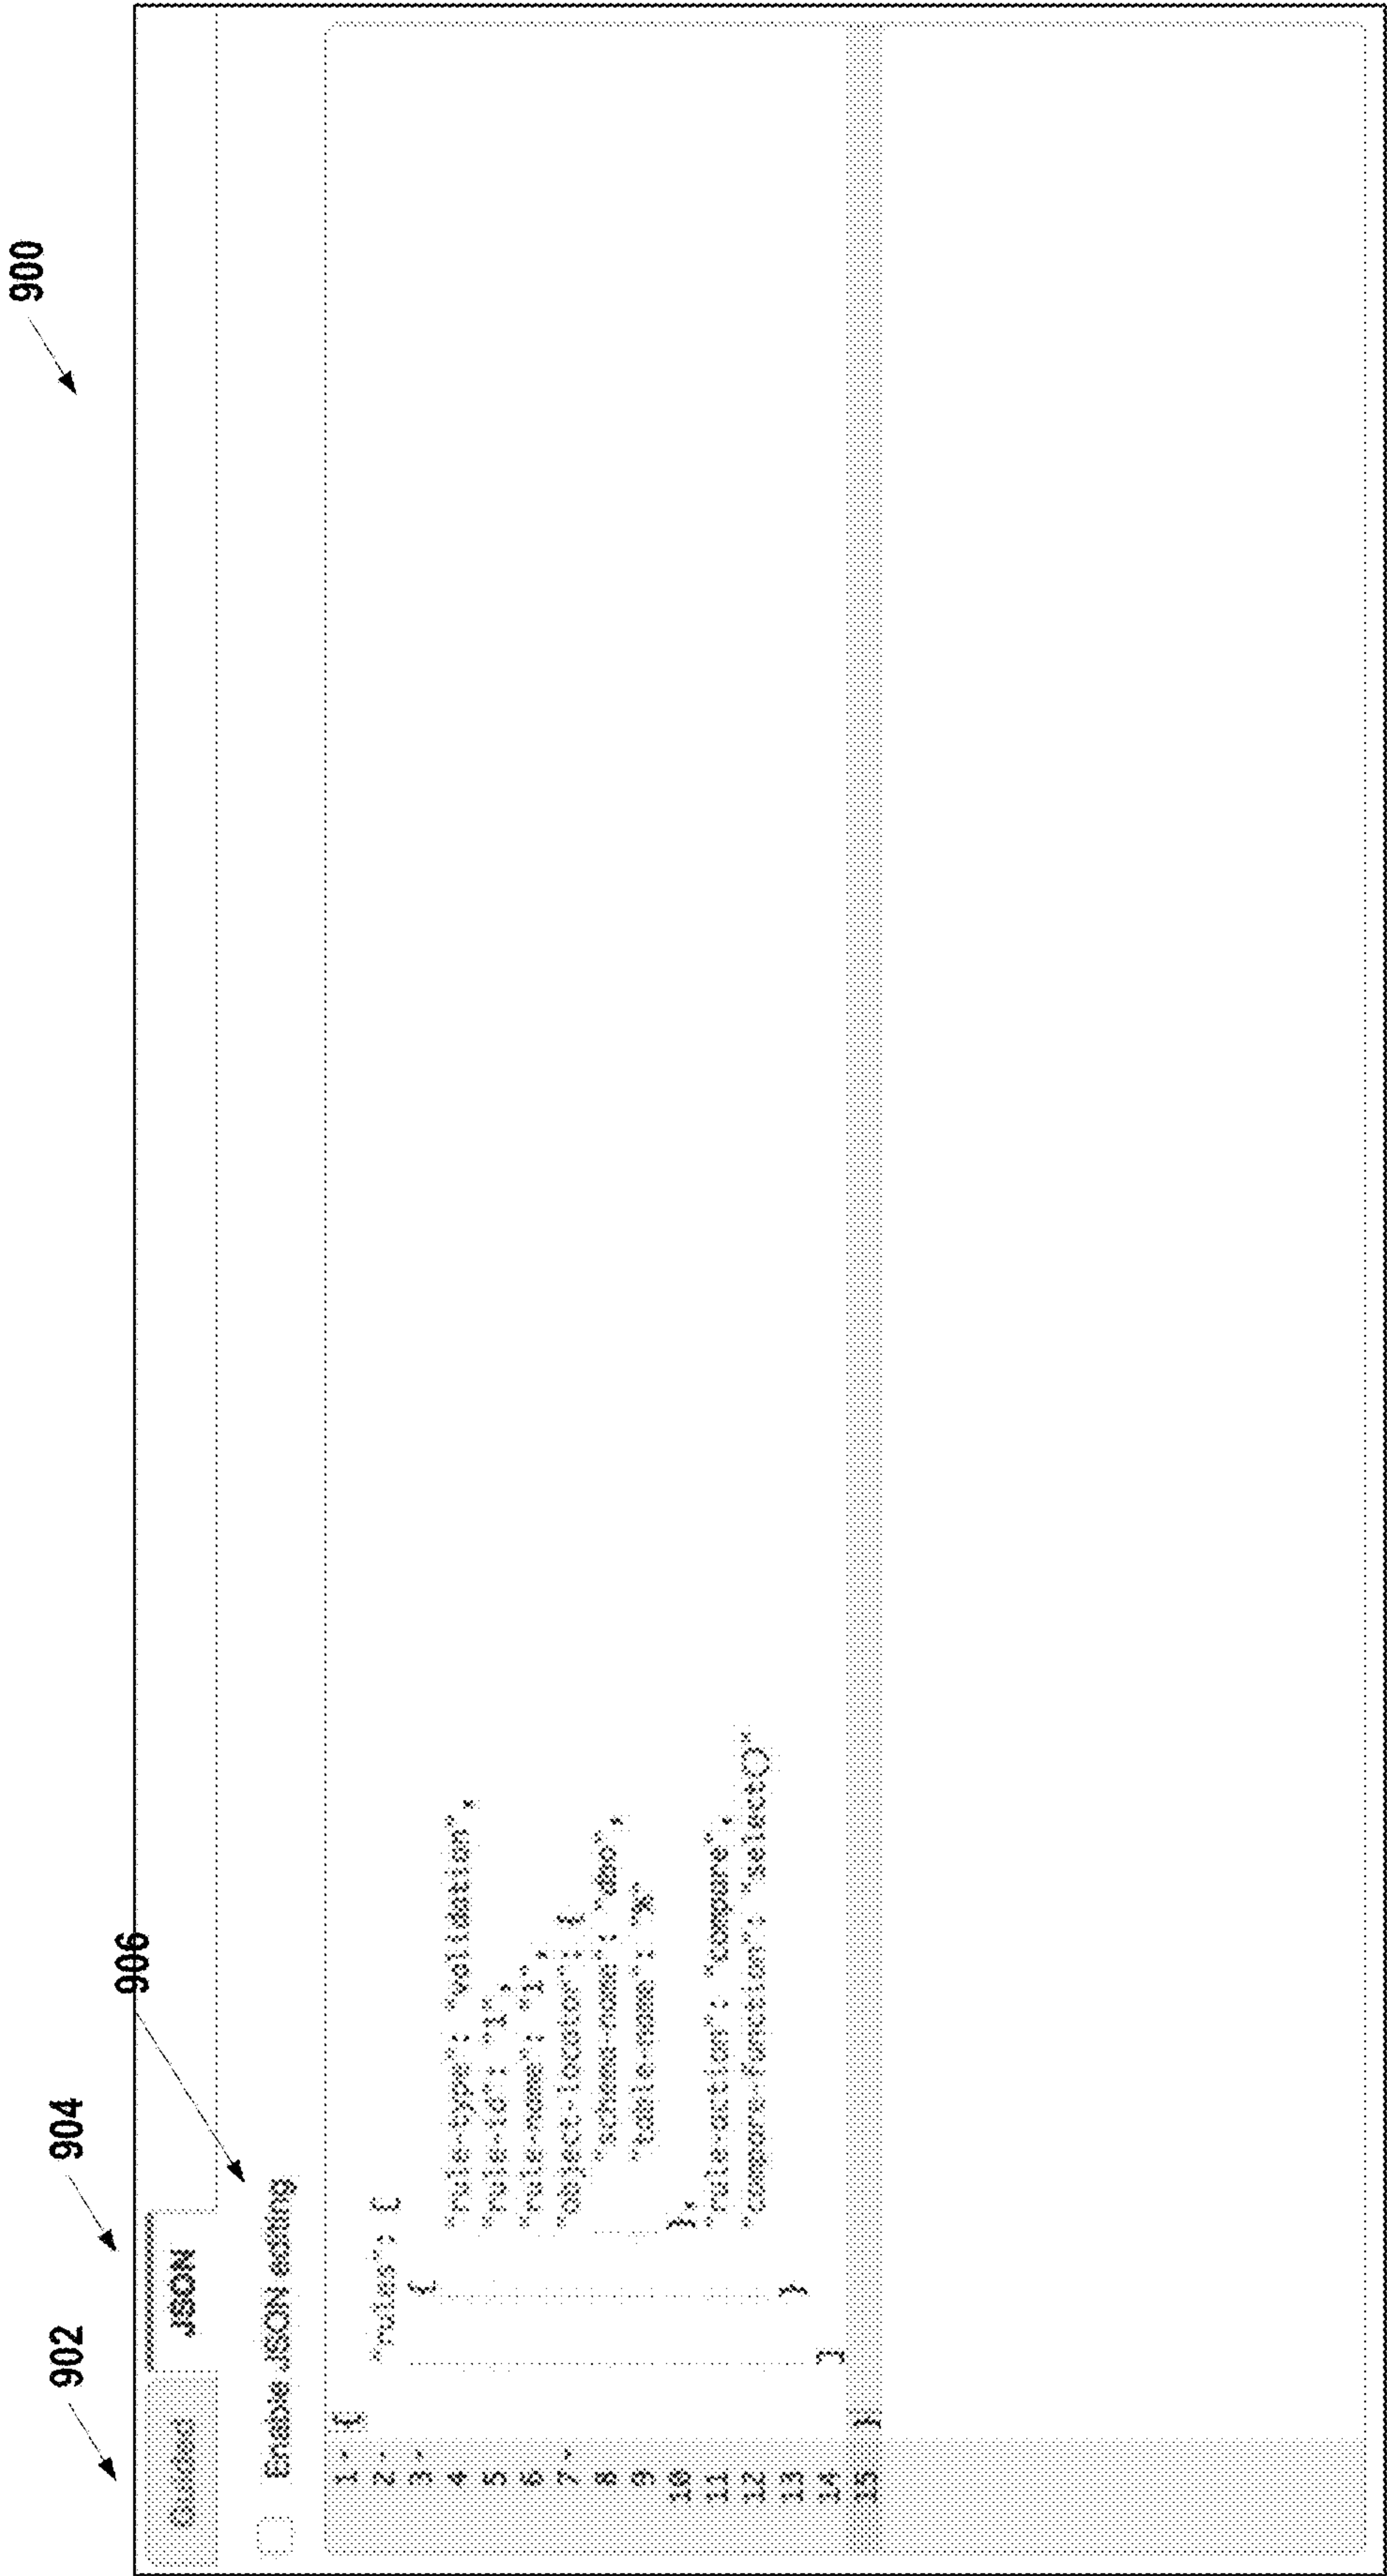 900
902
904
906
Guided
JSON
Enable JSON editing
1 {
2 "rules": [
3 {
4 "rule-type": "validation",
5 "rule-id": "1",
6 "rule-name": "1",
7 "object-locator": {
8 "schema-name": "dbo",
9 "table-name": "%"
10 },
11 "rule-action": "compare",
12 "compare-function": "select()"
13 }
14 ]
15 }